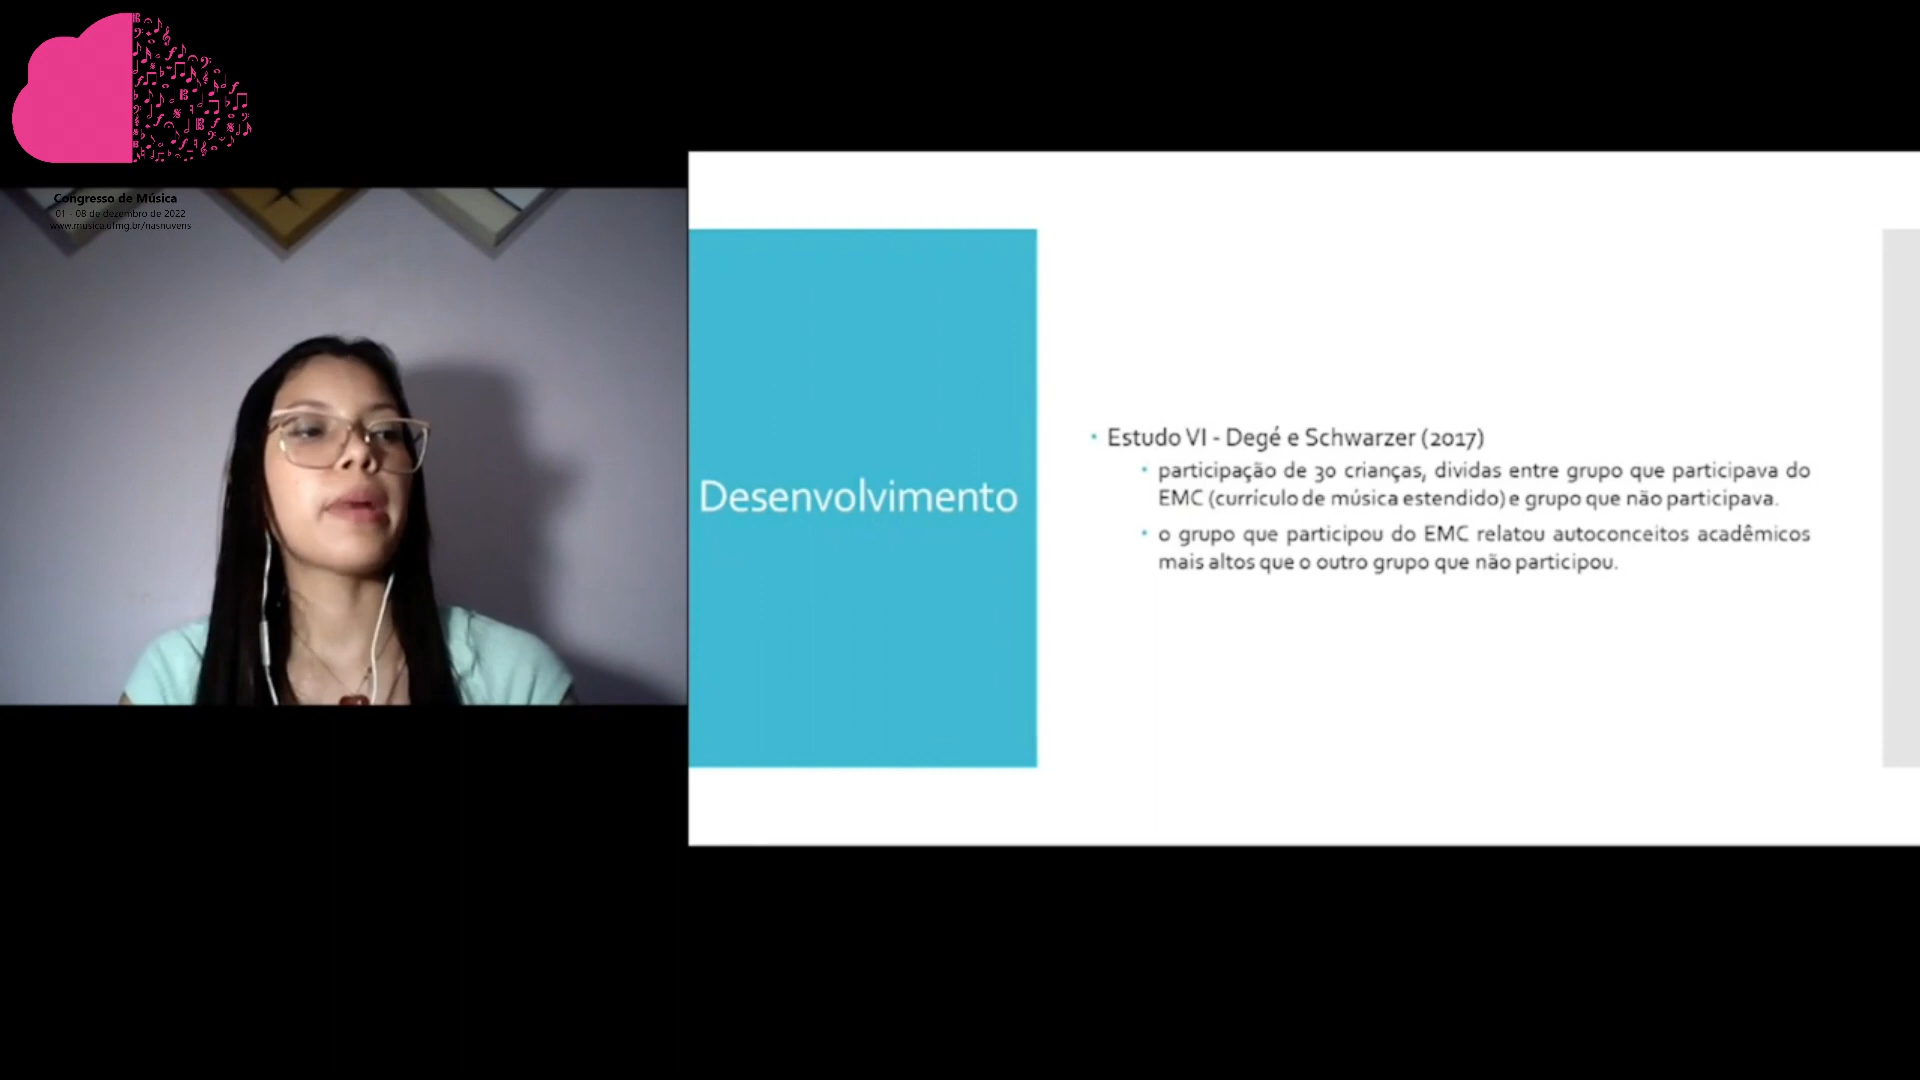 Congresso de Música
01 - 08 de dezembro de 2022
www.musica.ufmg.br/nasnuvens
Desenvolvimento
Estudo VI - Degé e Schwarzer (2017)
participação de 30 crianças, dividas entre grupo que participava do
EMC (currículo de música estendido) e grupo que não participava.
o grupo que participou do EMC relatou autoconceitos acadêmicos
mais altos que o outro grupo que não participou.